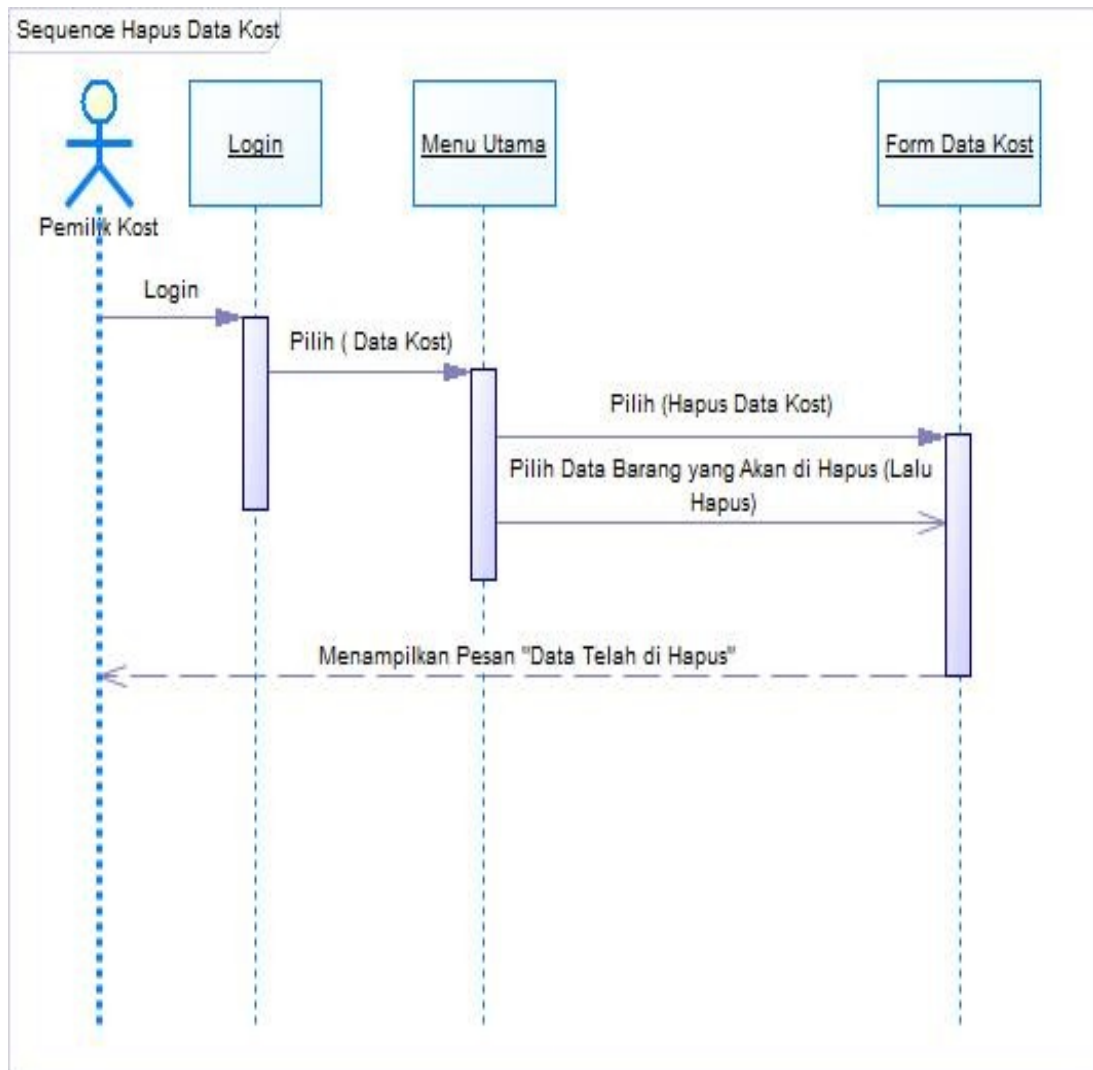 Sequence Hapus Data Kost
Login
Menu Utama
Form Data Kost
Pemilik Kost
Login
Pilih ( Data Kost)
Pilih (Hapus Data Kost)
Pilih Data Barang yang Akan di Hapus (Lalu
Hapus)
Menampilkan Pesan "Data Telah di Hapus"